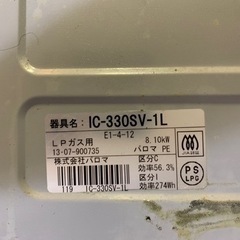 器具名: IC-330SV-1L
E1-4-12
LPガス用 8.10kW
13-07-900735 パロマ PE
株式会社パロマ 区分C 効率56.3%
区分I 効率274Wh
I19 IC-330SV-1L
PS
LPG